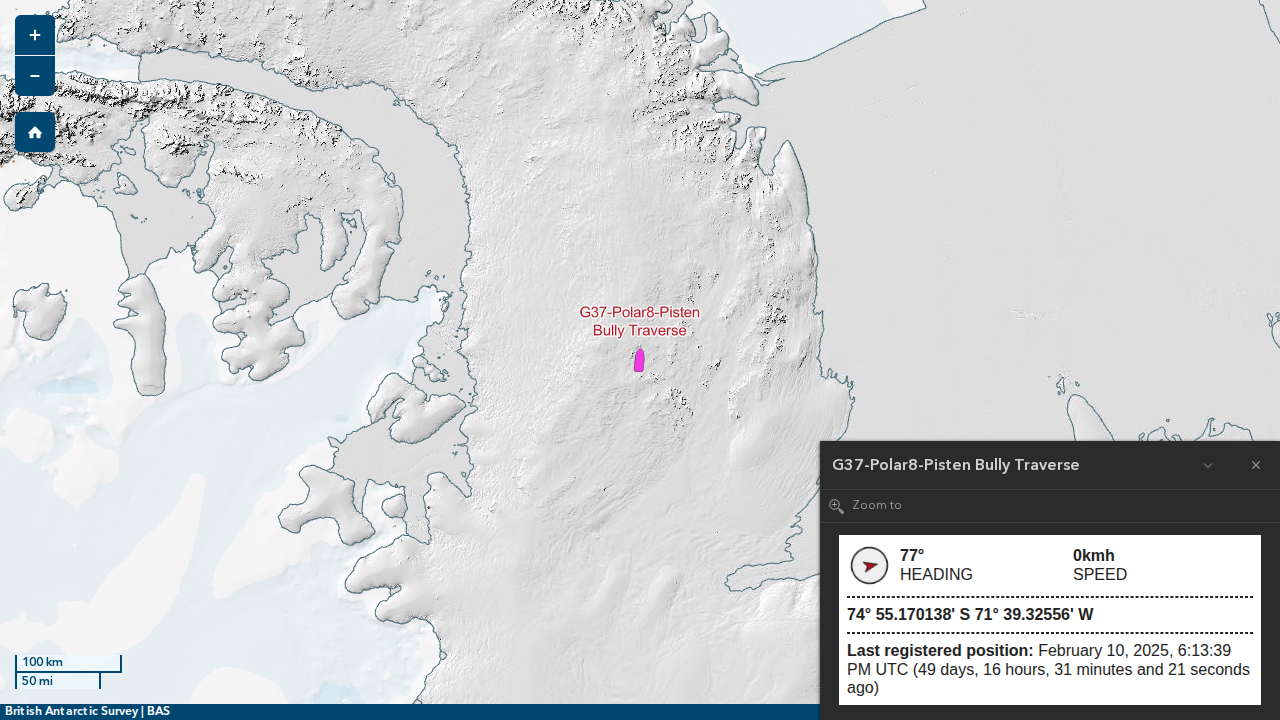 +
−
G37-Polar8-Pisten
Bully Traverse
G37-Polar8-Pisten Bully Traverse
Zoom to
77°
HEADING
0kmh
SPEED
74° 55.170138' S 71° 39.32556' W
Last registered position: February 10, 2025, 6:13:39
PM UTC (49 days, 16 hours, 31 minutes and 21 seconds
ago)
100 km
50 mi
British Antarctic Survey | BAS